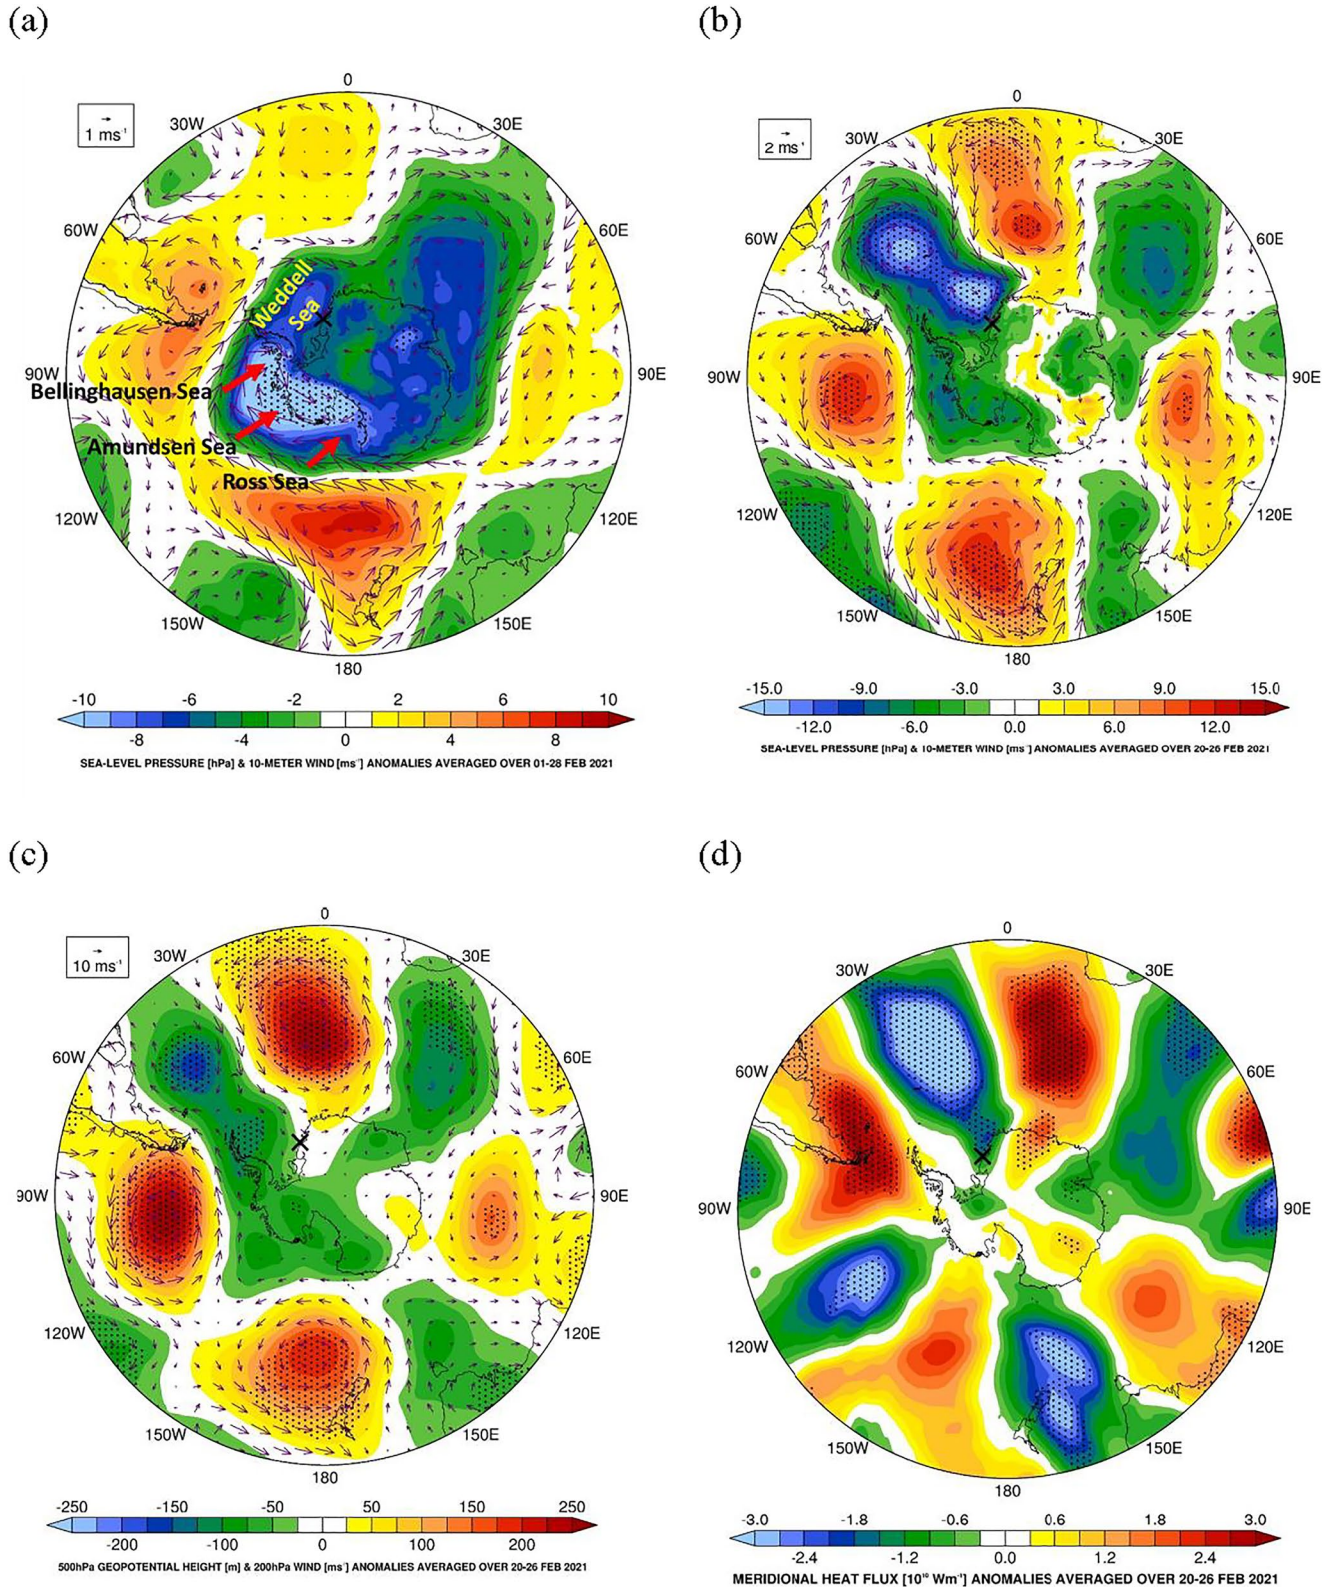 (a)
(b)
0
30W
30E
60W
60E
90W
90E
120W
120E
150W
150E
180
1 ms⁻¹
Weddell
Sea
Bellinghausen Sea
Amundsen Sea
Ross Sea
-10 -6 -2 2 6 10
-8 -4 0 4 8
SEA-LEVEL PRESSURE [hPa] & 10-METER WIND [ms⁻¹] ANOMALIES AVERAGED OVER 01-28 FEB 2021
0
30W
30E
60W
60E
90W
90E
120W
120E
150W
150E
180
2 ms⁻¹
-15.0 -9.0 -3.0 3.0 9.0 15.0
-12.0 -6.0 0.0 6.0 12.0
SEA-LEVEL PRESSURE [hPa] & 10-METER WIND [ms⁻¹] ANOMALIES AVERAGED OVER 20-26 FEB 2021
(c)
(d)
0
30W
30E
60W
60E
90W
90E
120W
120E
150W
150E
180
10 ms⁻¹
-250 -150 -50 50 150 250
-200 -100 0 100 200
500hPa GEOPOTENTIAL HEIGHT [m] & 200hPa WIND [ms⁻¹] ANOMALIES AVERAGED OVER 20-26 FEB 2021
0
30W
30E
60W
60E
90W
90E
120W
120E
150W
150E
180
-3.0 -1.8 -0.6 0.6 1.8 3.0
-2.4 -1.2 0.0 1.2 2.4
MERIDIONAL HEAT FLUX [10¹⁰ Wm⁻¹] ANOMALIES AVERAGED OVER 20-26 FEB 2021